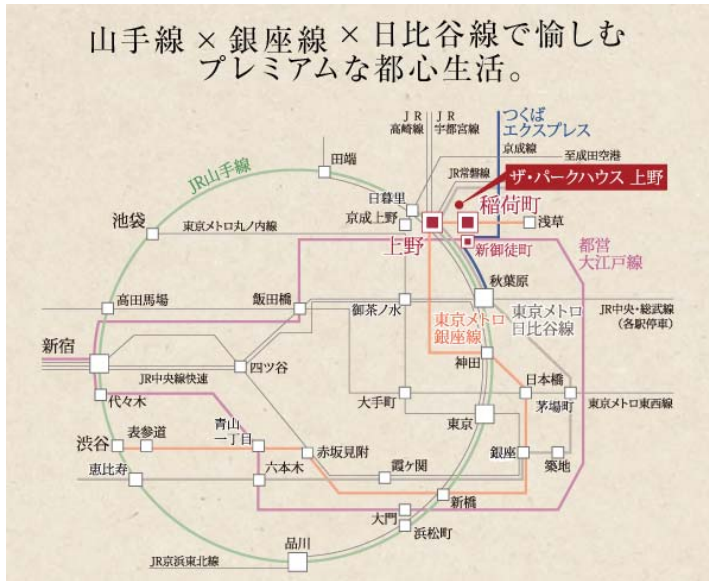 山手線×銀座線×日比谷線で愉しむ
プレミアムな都心生活。
JR
高崎線
JR
宇都宮線
つくば
エクスプレス
京成線
至成田空港
JR常磐線
ザ・パークハウス 上野
田端
JR山手線
日暮里
京成上野
稲荷町
浅草
池袋
東京メトロ丸ノ内線
上野
新御徒町
都営
大江戸線
秋葉原
高田馬場
飯田橋
御茶ノ水
東京メトロ
銀座線
東京メトロ
日比谷線
JR中央・総武線
(各駅停車)
新宿
JR中央線快速
四ツ谷
神田
日本橋
代々木
大手町
茅場町
東京メトロ東西線
東京
渋谷
表参道
青山
一丁目
赤坂見附
銀座
築地
恵比寿
六本木
霞ヶ関
新橋
大門
浜松町
品川
JR京浜東北線